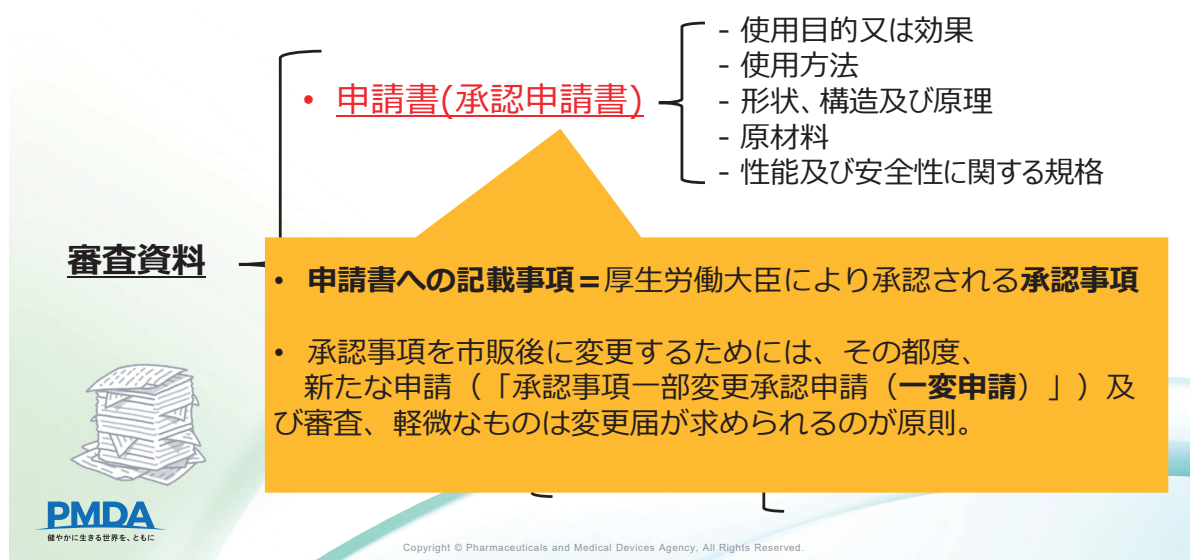 - 使用目的又は効果
- 使用方法
• 申請書(承認申請書)
- 形状、構造及び原理
- 原材料
- 性能及び安全性に関する規格
審査資料
• 申請書への記載事項=厚生労働大臣により承認される承認事項
• 承認事項を市販後に変更するためには、その都度、
新たな申請（「承認事項一部変更承認申請（一変申請）」）及
び審査、軽微なものは変更届が求められるのが原則。
PMDA
健やかに生きる世界を、ともに
Copyright © Pharmaceuticals and Medical Devices Agency, All Rights Reserved.